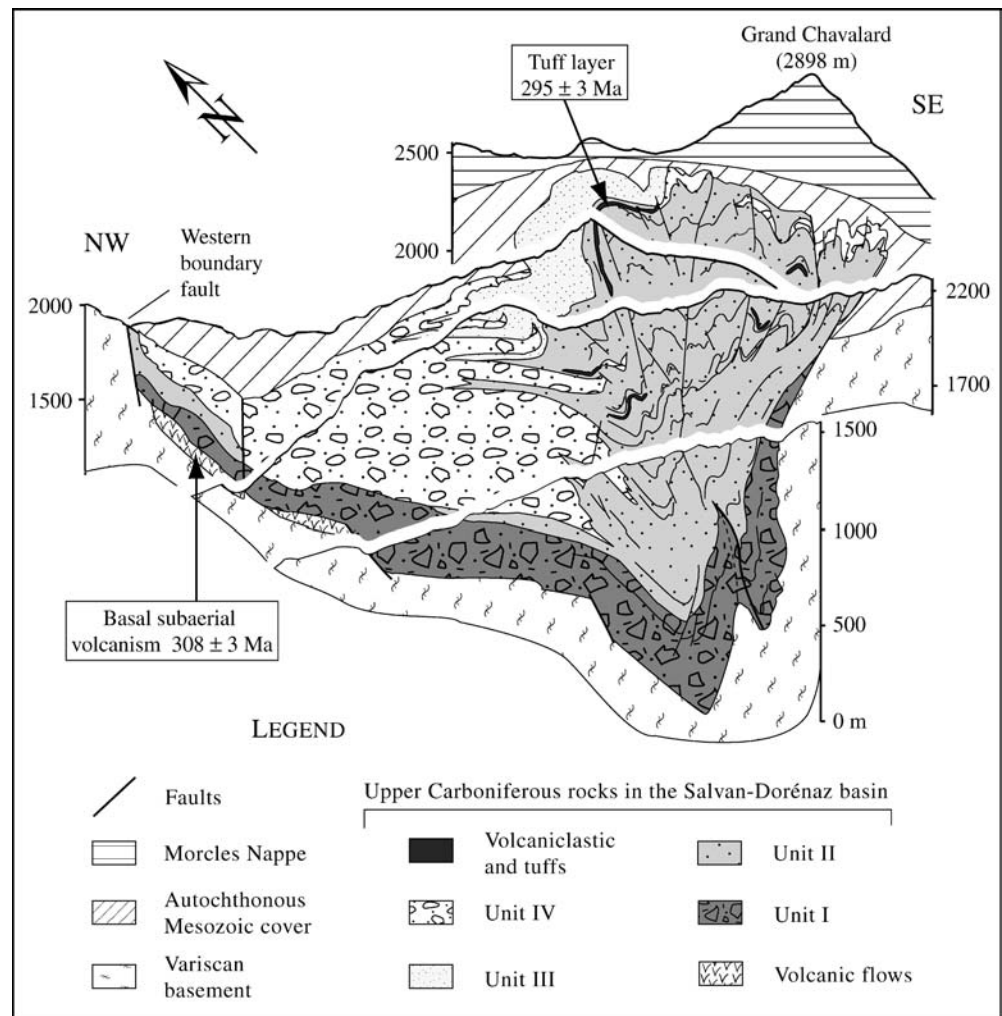 Grand Chavalard
(2898 m)
Tuff layer
295 ± 3 Ma
SE
N
2500
2000
NW
Western
boundary
fault
2000
1500
2200
1700
1500
1000
500
0 m
Basal subaerial
volcanism 308 ± 3 Ma
LEGEND
Faults
Morcles Nappe
Autochthonous
Mesozoic cover
Variscan
basement
Upper Carboniferous rocks in the Salvan-Dorénaz basin
Volcaniclastic
and tuffs
Unit IV
Unit III
Unit II
Unit I
Volcanic flows